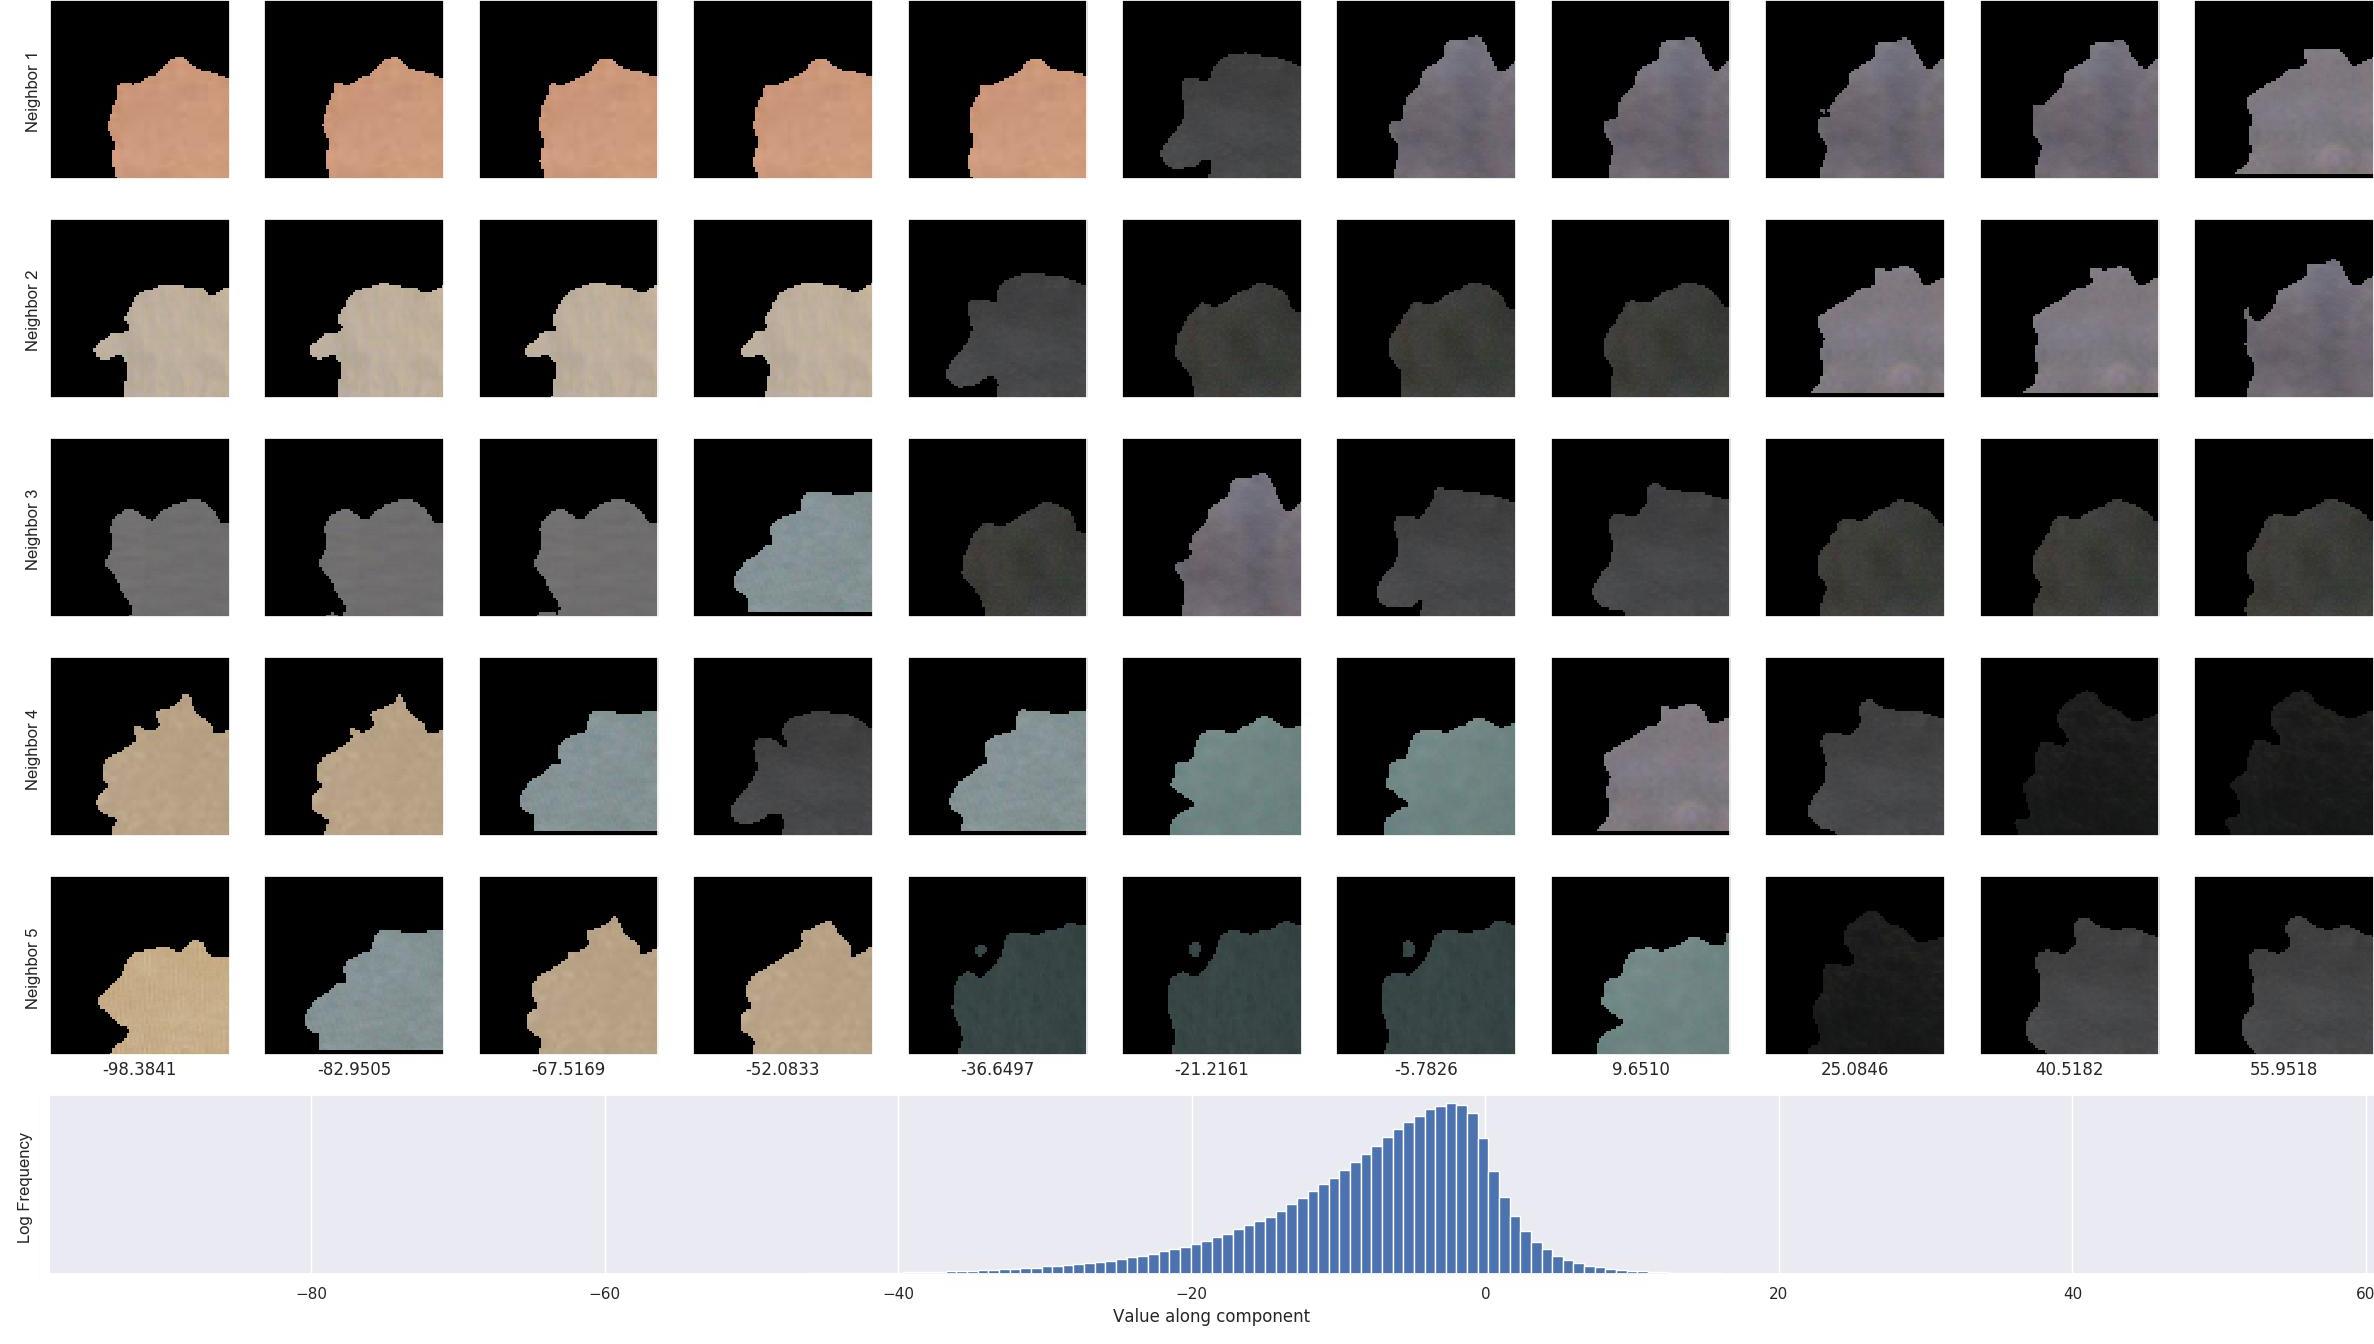 Neighbor 1
Neighbor 2
Neighbor 3
Neighbor 4
Neighbor 5
-98.3841 -82.9505 -67.5169 -52.0833 -36.6497 -21.2161 -5.7826 9.6510 25.0846 40.5182 55.9518
Log Frequency
−80 −60 −40 −20 0 20 40 60
Value along component